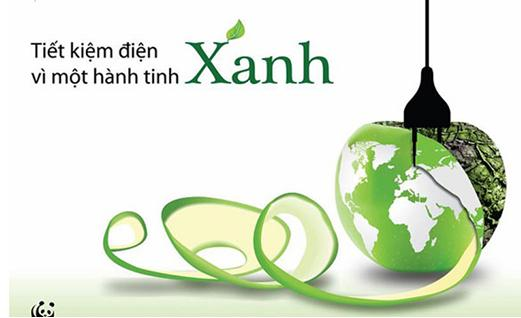 Tiết kiệm điện
vì một hành tinh Xanh